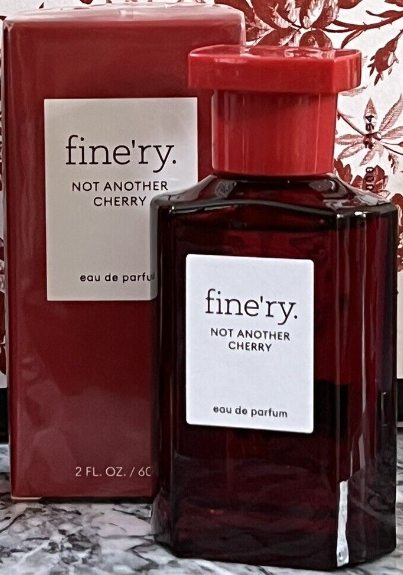 fine'ry.
NOT ANOTHER
CHERRY
eau de parfu
2 FL. OZ. / 60
fine'ry.
NOT ANOTHER
CHERRY
eau de parfum